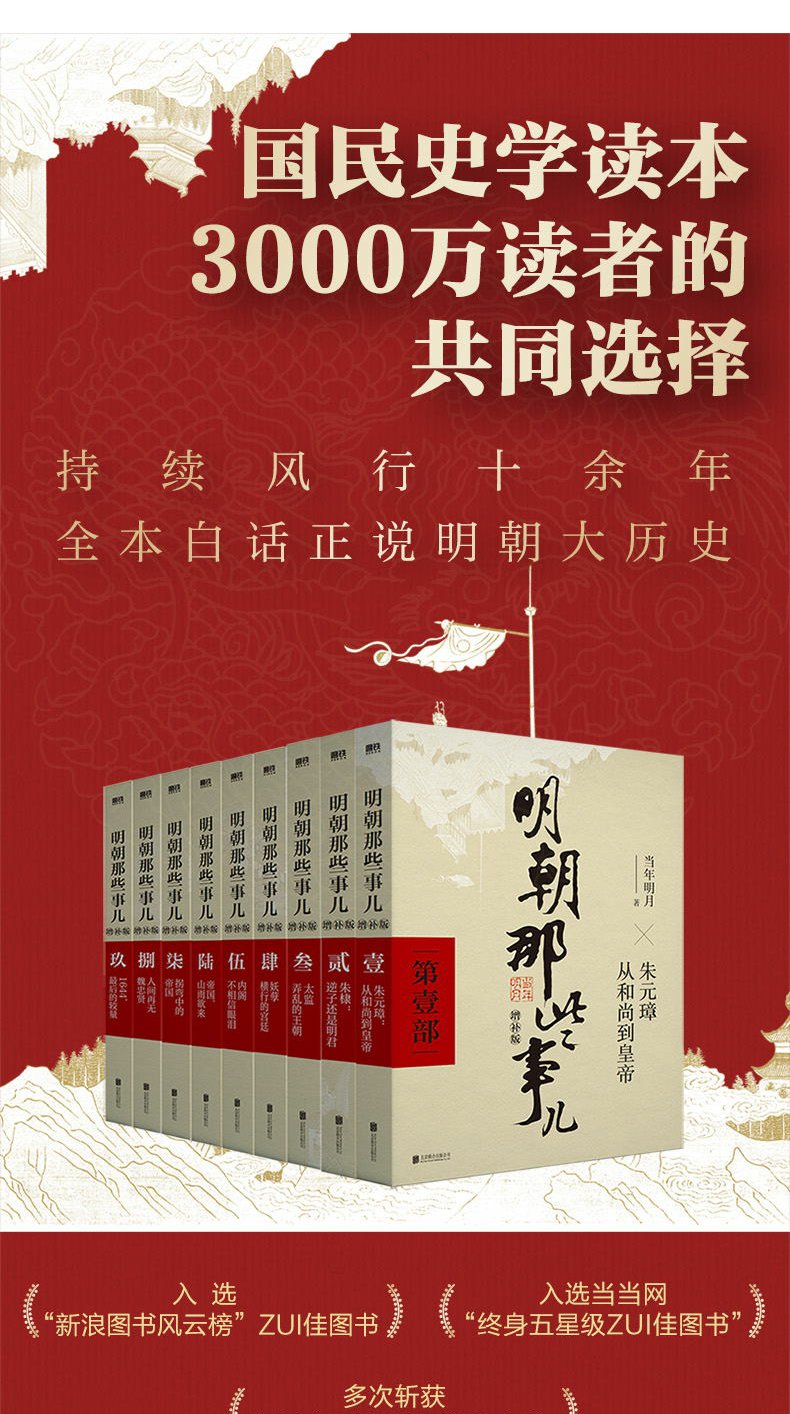 国民史学读本
3000万读者的
共同选择
持续风行十余年
全本白话正说明朝大历史
明朝那些事儿
增补版
玖
1644,
最后的较量
明朝那些事儿
增补版
捌
人间再无
魏忠贤
明朝那些事儿
增补版
柒
拐弯中的
帝国
明朝那些事儿
增补版
陆
帝国,
山雨欲来
明朝那些事儿
增补版
伍
内阁
不相信眼泪
明朝那些事儿
增补版
肆
妖孽
横行的宫廷
明朝那些事儿
增补版
叁
太监
弄乱的王朝
明朝那些事儿
增补版
贰
朱棣:
逆子还是明君
明朝那些事儿
增补版
壹
朱元璋:
从和尚到皇帝
第壹部
明朝那些事儿
当年明月
增补版
当年明月
著
朱元璋
从和尚到皇帝
北京联合出版公司
入选
“新浪图书风云榜”ZUI佳图书
入选当当网
“终身五星级ZUI佳图书”
多次斩获